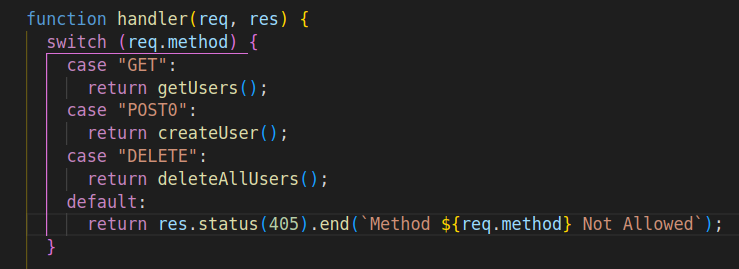 function handler(req, res) {
switch (req.method) {
case "GET":
return getUsers();
case "POST0":
return createUser();
case "DELETE":
return deleteAllUsers();
default:
return res.status(405).end(`Method ${req.method} Not Allowed`);
}